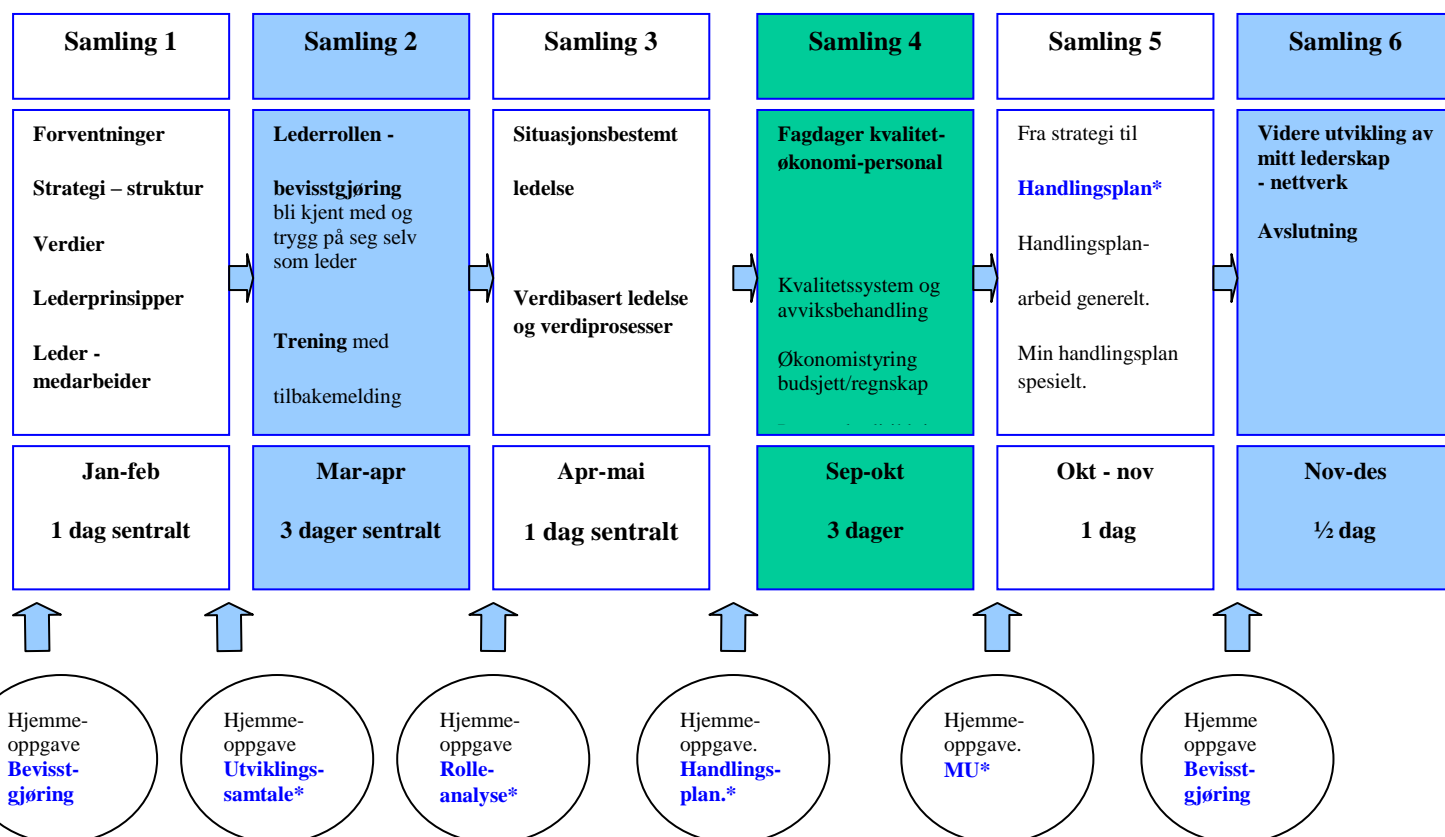 Samling 1
Samling 2
Samling 3
Samling 4
Samling 5
Samling 6
Forventninger
Strategi – struktur
Verdier
Lederprinsipper
Leder -
medarbeider
Lederrollen -
bevisstgjøring
bli kjent med og
trygg på seg selv
som leder
Trening med
tilbakemelding
Situasjonsbestemt
ledelse
Verdibasert ledelse
og verdiprosesser
Fagdager kvalitet-
økonomi-personal
Kvalitetssystem og
avviksbehandling
Økonomistyring
budsjett/regnskap
Fra strategi til
Handlingsplan*
Handlingsplan-
arbeid generelt.
Min handlingsplan
spesielt.
Videre utvikling av
mitt lederskap
- nettverk
Avslutning
Jan-feb
1 dag sentralt
Mar-apr
3 dager sentralt
Apr-mai
1 dag sentralt
Sep-okt
3 dager
Okt - nov
1 dag
Nov-des
½ dag
Hjemme-
oppgave
Bevisst-
gjøring
Hjemme-
oppgave
Utviklings-
samtale*
Hjemme-
oppgave
Rolle-
analyse*
Hjemme-
oppgave.
Handlings-
plan.*
Hjemme-
oppgave.
MU*
Hjemme
oppgave
Bevisst-
gjøring